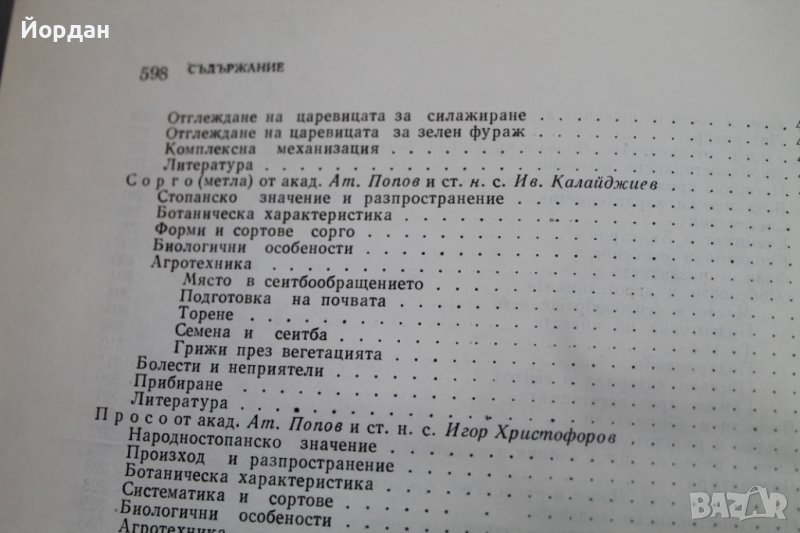 Йордан
598 СЪДЪРЖАНИЕ
Отглеждане на царевицата за силажиране
Отглеждане на царевицата за зелен фураж
Комплексна механизация
Литература
Сорго (метла) от акад. Ат. Попов и ст. н. с. Ив. Калайджиев
Стопанско значение и разпространение
Ботаническа характеристика
Форми и сортове сорго
Биологични особености
Агротехника
Място в сеитбообращението
Подготовка на почвата
Торене
Семена и сеитба
Грижи през вегетацията
Болести и неприятели
Прибиране
Литература
Просо от акад. Ат. Попов и ст. н. с. Игор Христофоров
Народностопанско значение
Произход и разпространение
Ботаническа характеристика
Систематика и сортове
Биологични особености
Агротехника
BAZAR